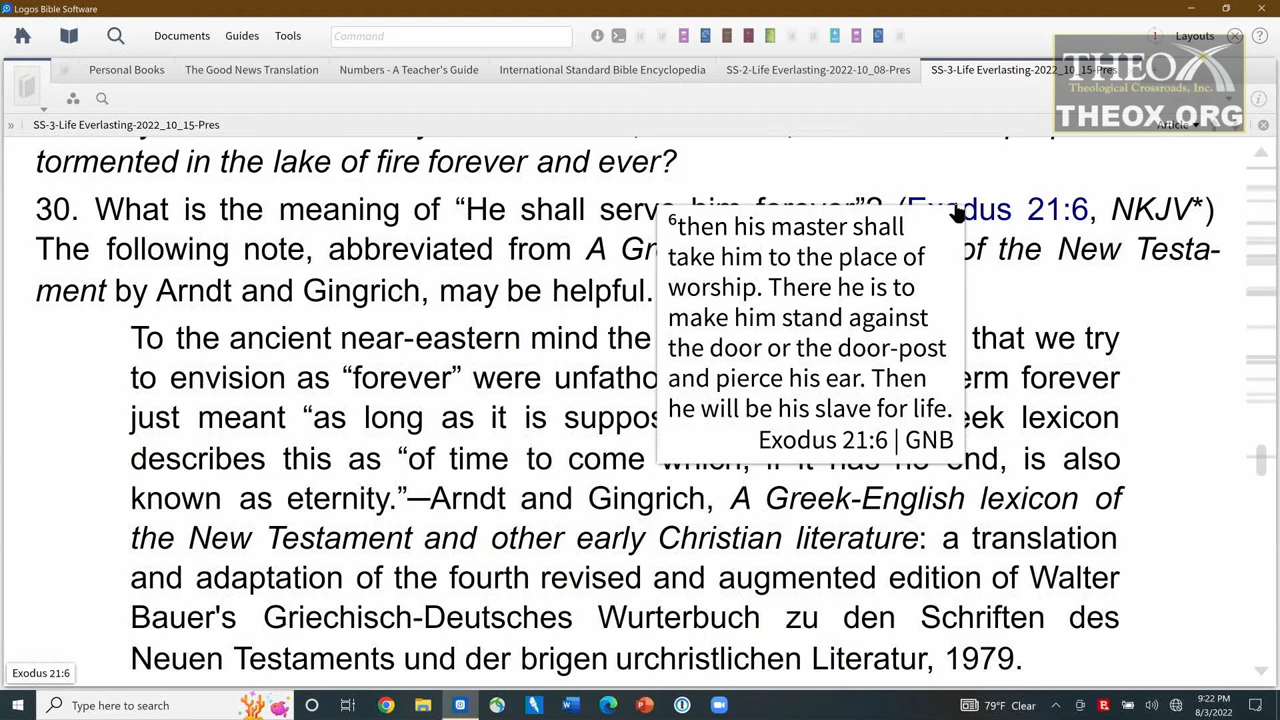 Logos Bible Software
Documents Guides Tools Command Layouts
Personal Books The Good News Translation International Standard Bible Encyclopedia SS-2-Life Everlasting-2022-10_08-Pres SS-3-Life Everlasting-2022_10_15-Pres
THEOX
Theological Crossroads, Inc.
THEOX.ORG
SS-3-Life Everlasting-2022_10_15-Pres Article
tormented in the lake of fire forever and ever?
30. What is the meaning of “He shall serve him forever”? (Exodus 21:6, NKJV*)
The following note, abbreviated from A of the New Testa-
ment by Arndt and Gingrich, may be helpful.
To the ancient near-eastern mind the that we try
to envision as “forever” were forever
just meant “as long as it is lexicon
describes this as “of time to come which, if it has no end, is also
known as eternity.”—Arndt and Gingrich, A Greek-English lexicon of
the New Testament and other early Christian literature: a translation
and adaptation of the fourth revised and augmented edition of Walter
Bauer's Griechisch-Deutsches Wurterbuch zu den Schriften des
Neuen Testaments und der brigen urchristlichen Literatur, 1979.
6then his master shall
take him to the place of
worship. There he is to
make him stand against
the door or the door-post
and pierce his ear. Then
he will be his slave for life.
Exodus 21:6 | GNB
Exodus 21:6
Type here to search 79°F Clear 9:22 PM
8/3/2022